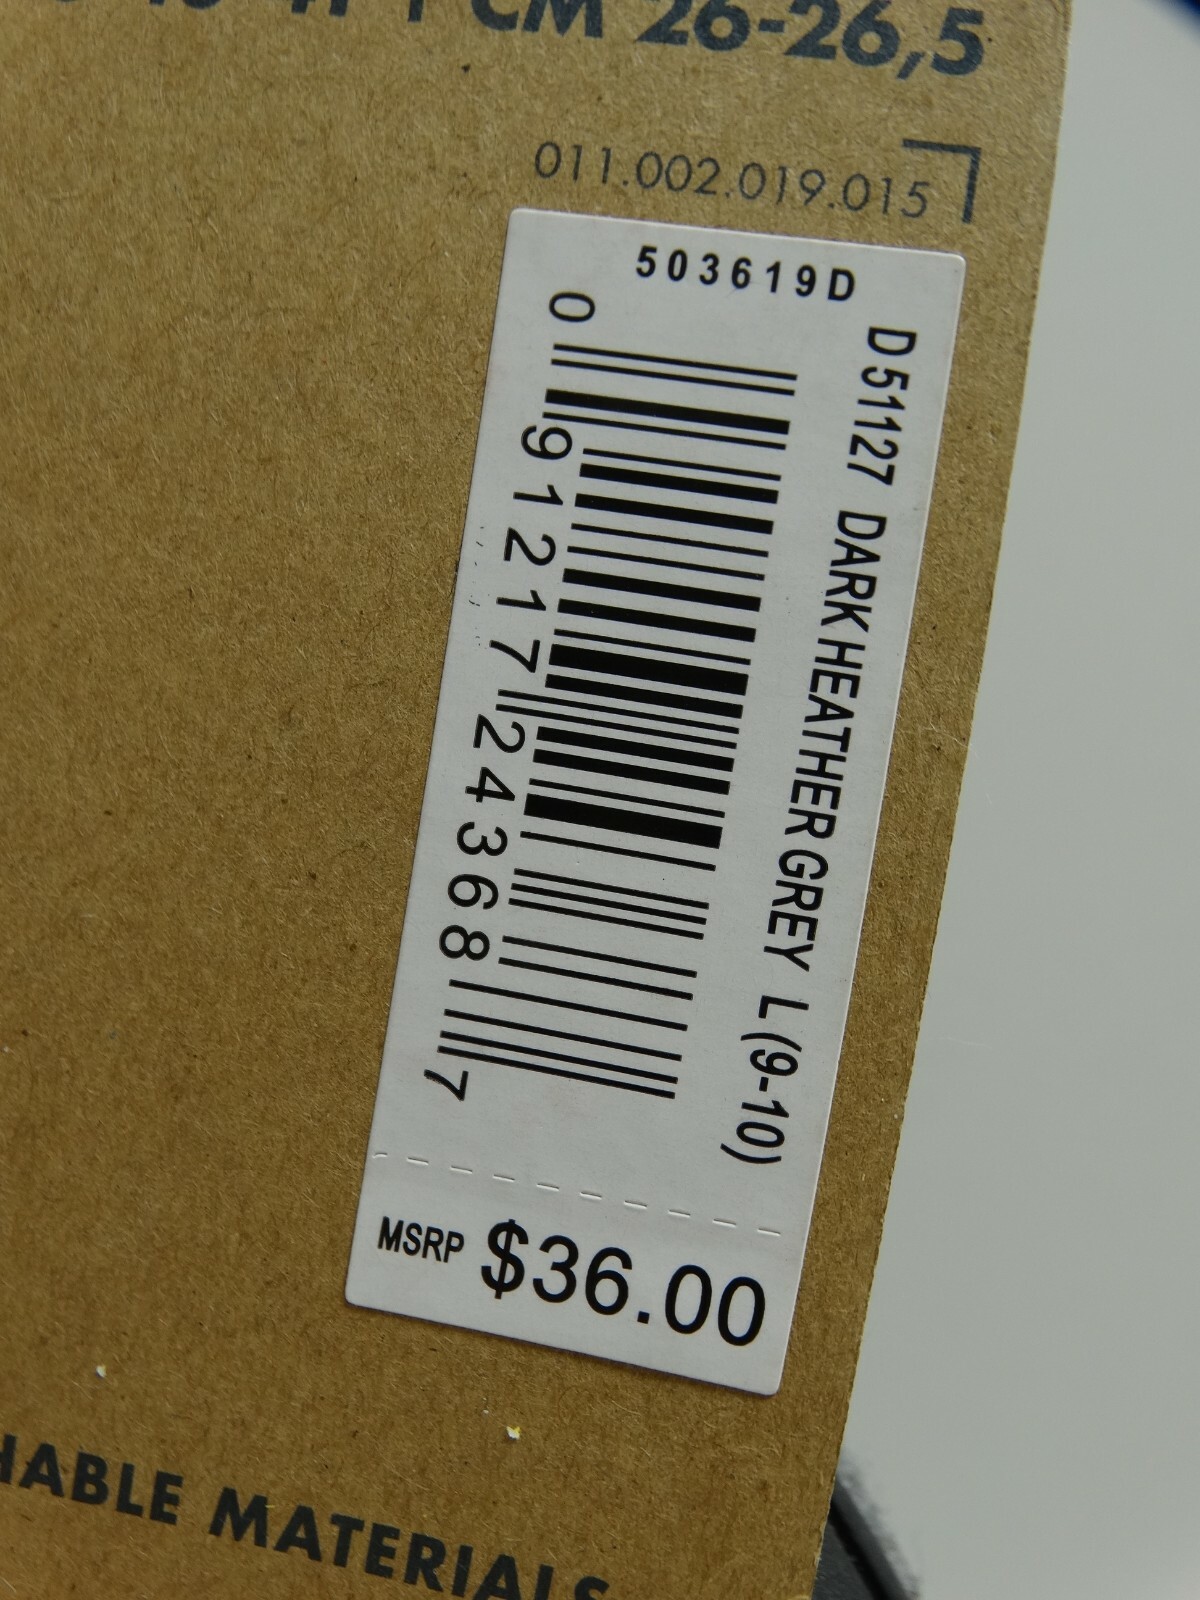 CM 26-26,5
011.002.019.015
503619D
D51127 DARK HEATHER GREY L (9-10)
0 91217 24368 7
MSRP $36.00
MATERIALS